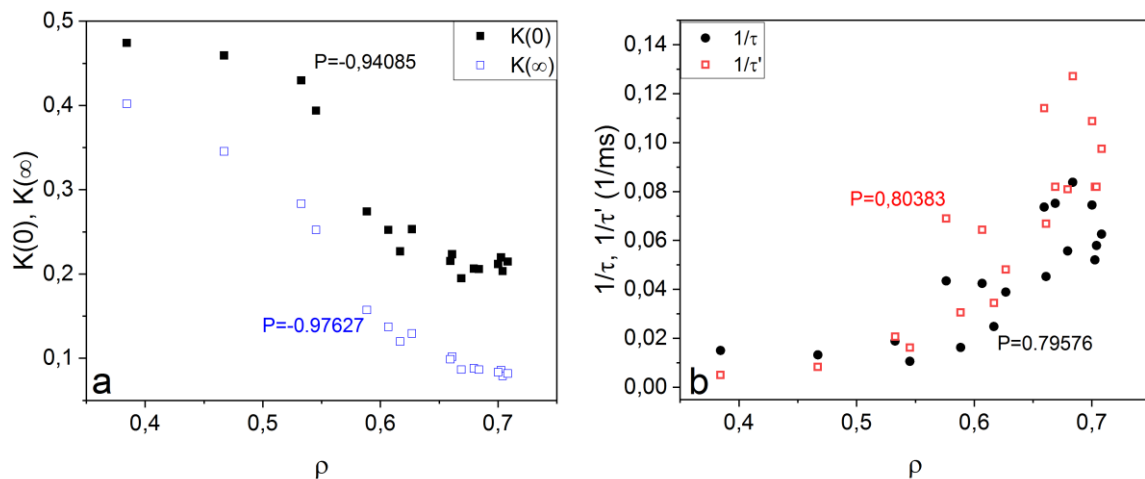 0,5
0,4
0,3
0,2
0,1
K(0), K(∞)
K(0)
K(∞)
P=-0,94085
P=-0.97627
a
0,4 0,5 0,6 0,7
ρ
0,14
0,12
0,10
0,08
0,06
0,04
0,02
0,00
1/τ, 1/τ' (1/ms)
1/τ
1/τ'
P=0,80383
P=0.79576
b
0,4 0,5 0,6 0,7
ρ